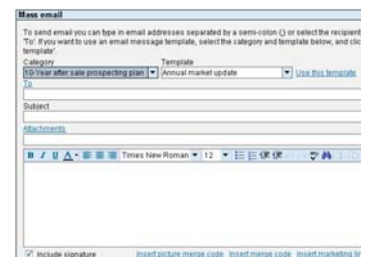 Mass email
To send email you can type in email addresses separated by a semi-colon (;) or select the recipient
'To'. If you want to use an email message template, select the category and template below, and clic
template'.
Category Template
10-Year after sale prospecting plan Annual market update Use this template
To
Subject
Attachments
B I U A Times New Roman 12
Include signature Insert picture merge code Insert merge code Insert marketing lin